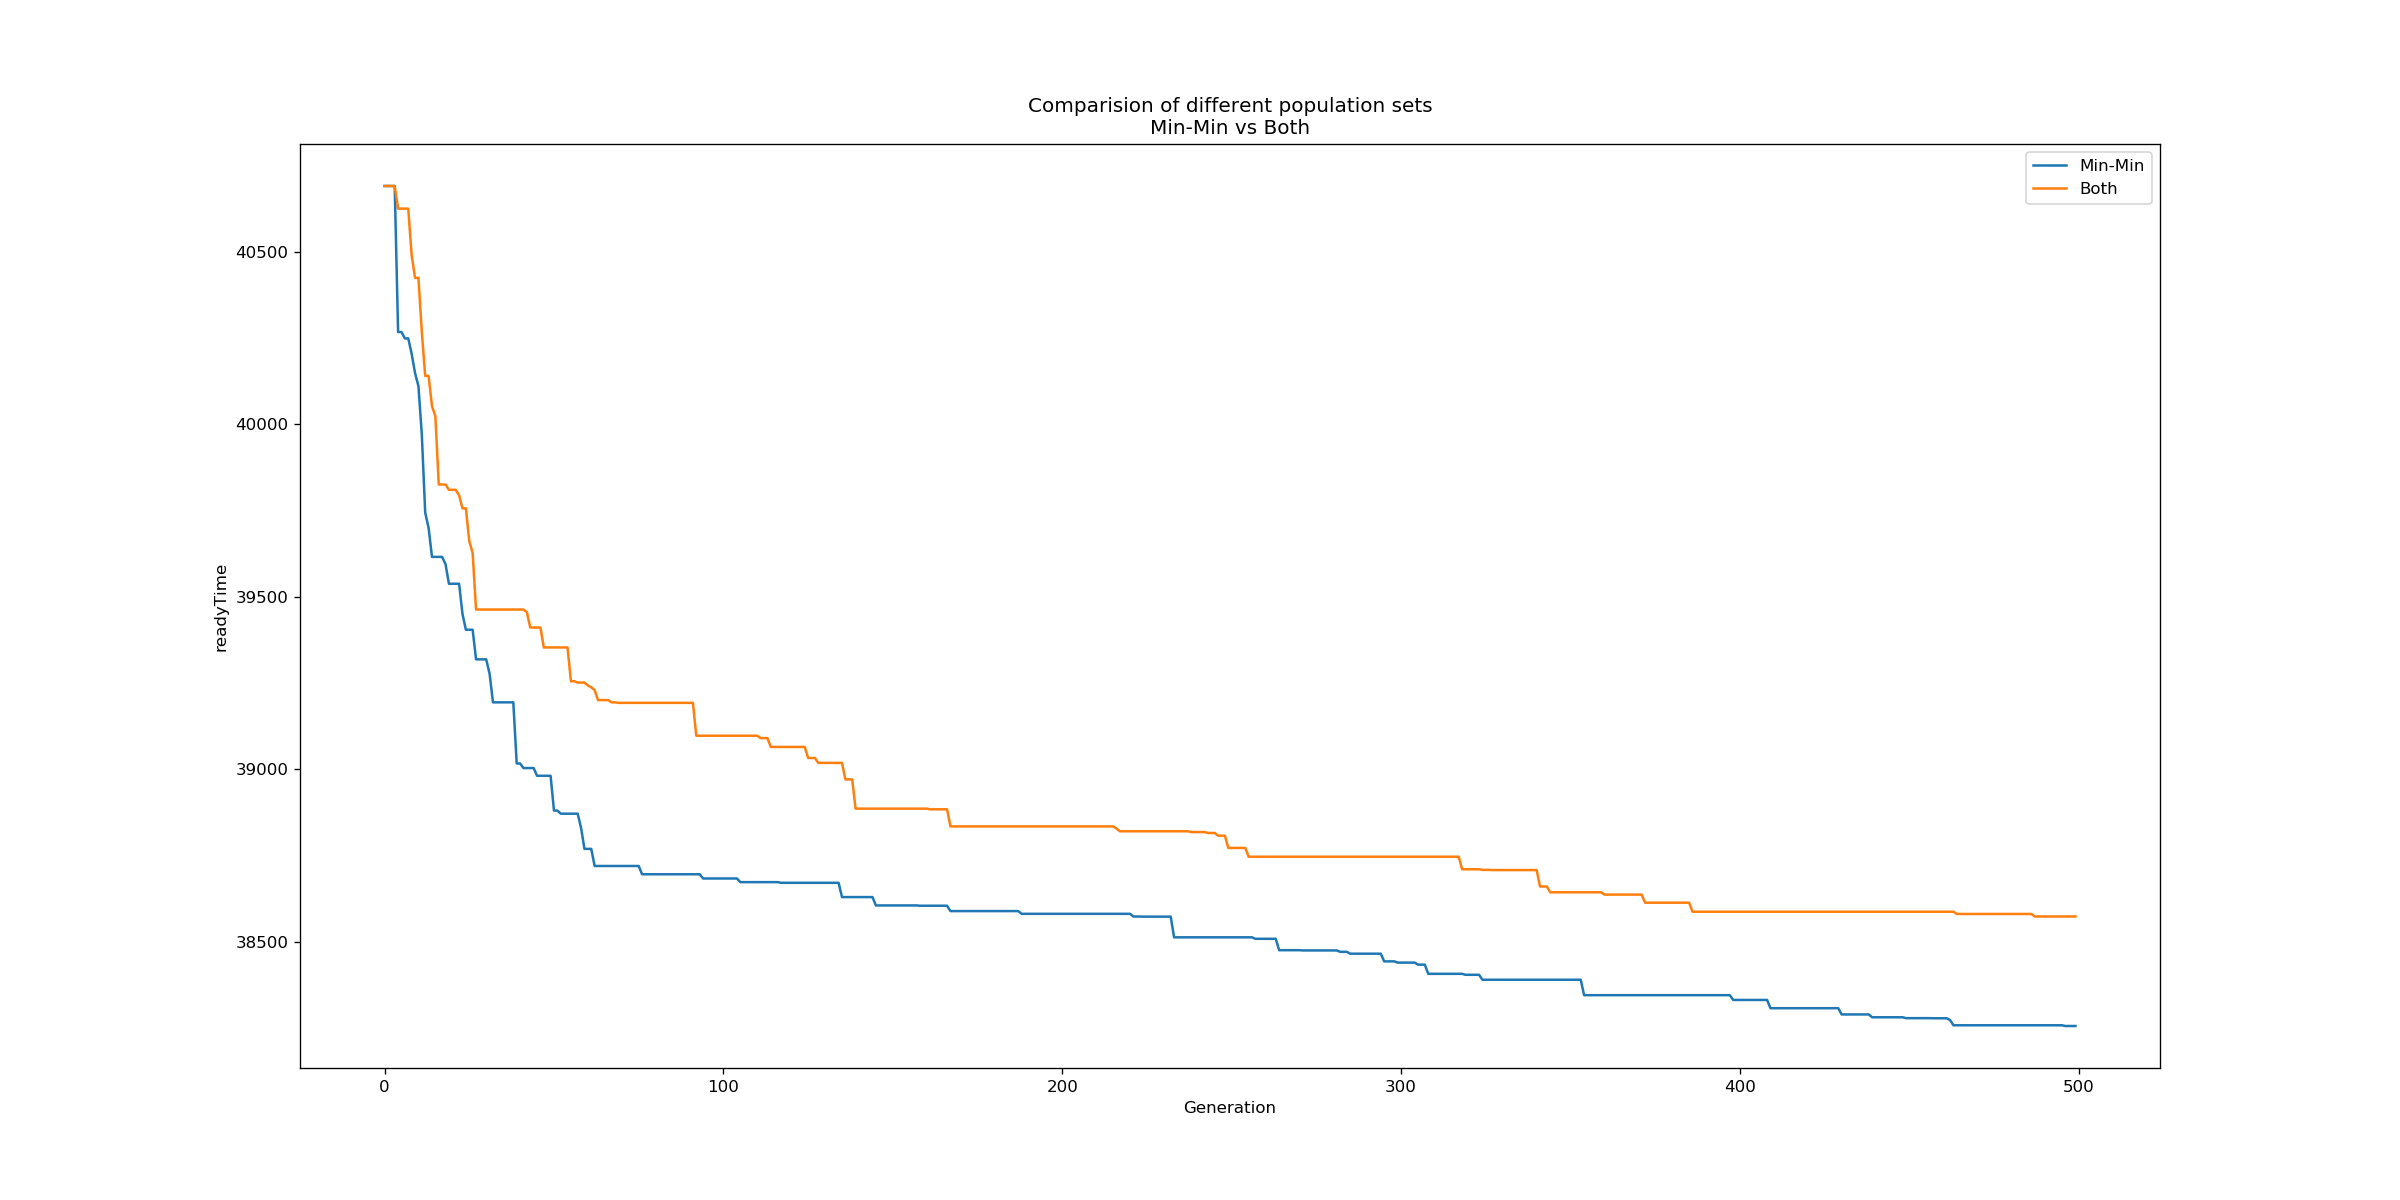 Comparision of different population sets
Min-Min vs Both
Min-Min
Both
40500
40000
39500
39000
38500
readyTime
0 100 200 300 400 500
Generation